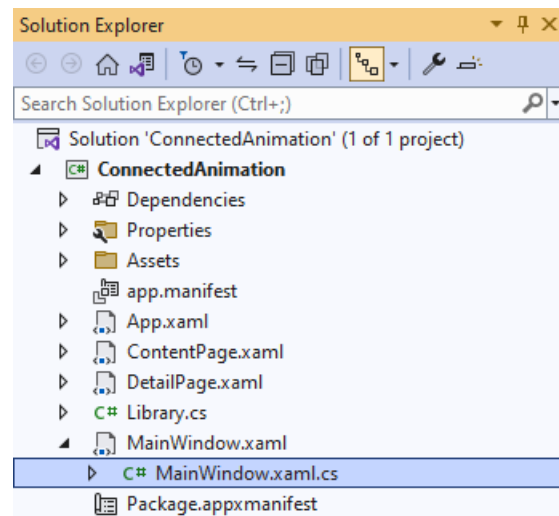 Solution Explorer
Search Solution Explorer (Ctrl+;)
Solution 'ConnectedAnimation' (1 of 1 project)
C# ConnectedAnimation
Dependencies
Properties
Assets
app.manifest
App.xaml
ContentPage.xaml
DetailPage.xaml
C# Library.cs
MainWindow.xaml
C# MainWindow.xaml.cs
Package.appxmanifest